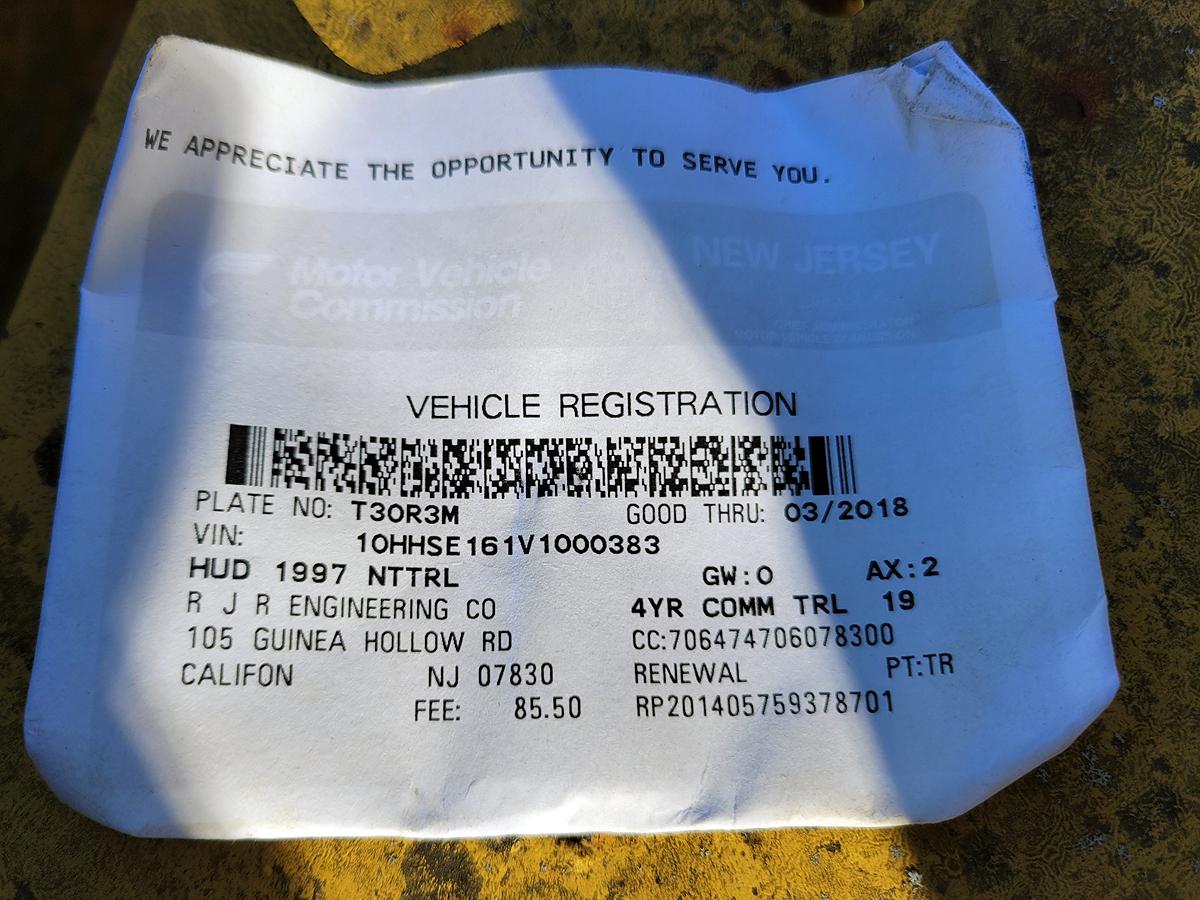 WE APPRECIATE THE OPPORTUNITY TO SERVE YOU.
Motor Vehicle
Commission
NEW JERSEY
VEHICLE REGISTRATION
PLATE NO: T30R3M GOOD THRU: 03/2018
VIN: 10HHSE161V1000383
HUD 1997 NTTRL GW:0 AX:2
R J R ENGINEERING CO 4YR COMM TRL 19
105 GUINEA HOLLOW RD CC:706474706078300
CALIFON NJ 07830 RENEWAL PT:TR
FEE: 85.50 RP201405759378701